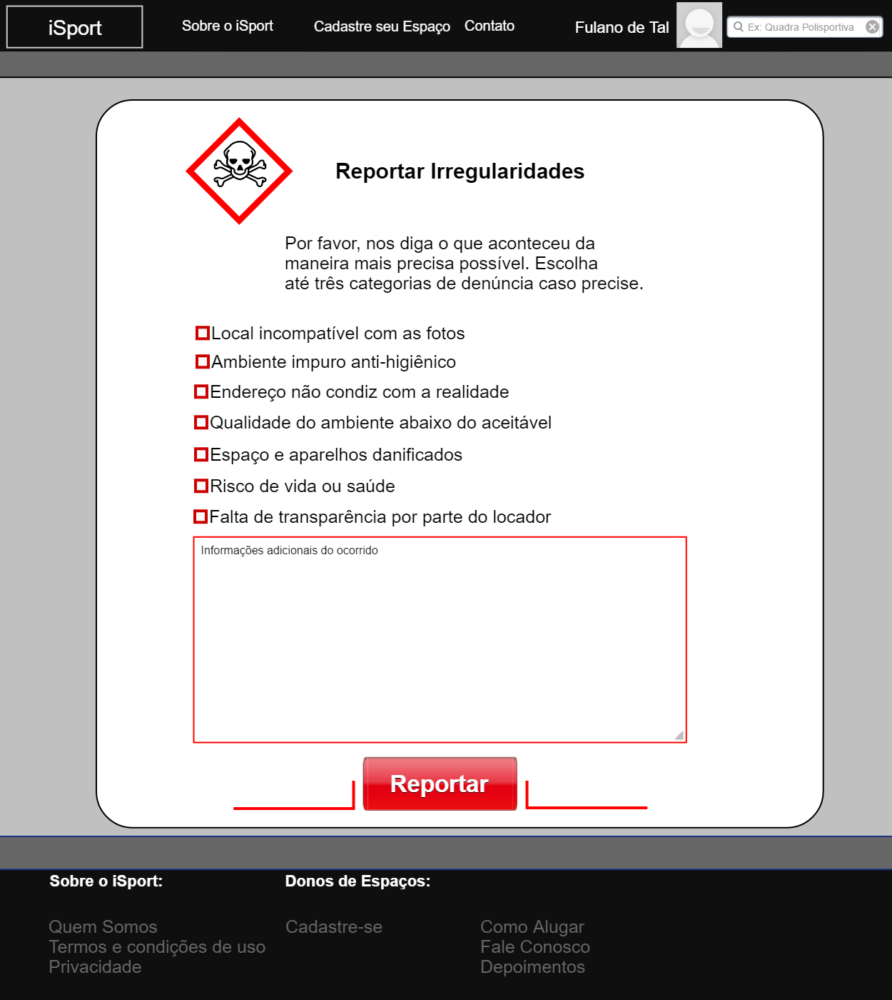 iSport
Sobre o iSport
Cadastre seu Espaço
Contato
Fulano de Tal
Ex: Quadra Polisportiva
Reportar Irregularidades
Por favor, nos diga o que aconteceu da
maneira mais precisa possível. Escolha
até três categorias de denúncia caso precise.
Local incompatível com as fotos
Ambiente impuro anti-higiênico
Endereço não condiz com a realidade
Qualidade do ambiente abaixo do aceitável
Espaço e aparelhos danificados
Risco de vida ou saúde
Falta de transparência por parte do locador
Informações adicionais do ocorrido
Reportar
Sobre o iSport:
Quem Somos
Termos e condições de uso
Privacidade
Donos de Espaços:
Cadastre-se
Como Alugar
Fale Conosco
Depoimentos